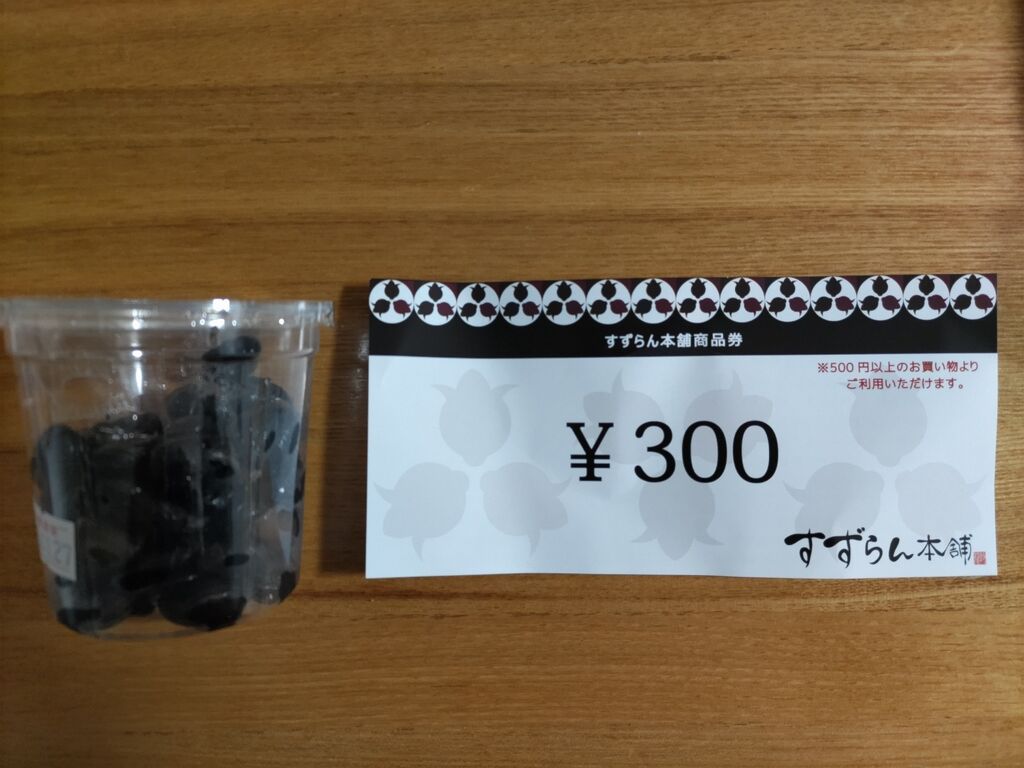 すずらん本舗商品券
※500円以上のお買い物より
ご利用いただけます。
¥300
すずらん本舗
27